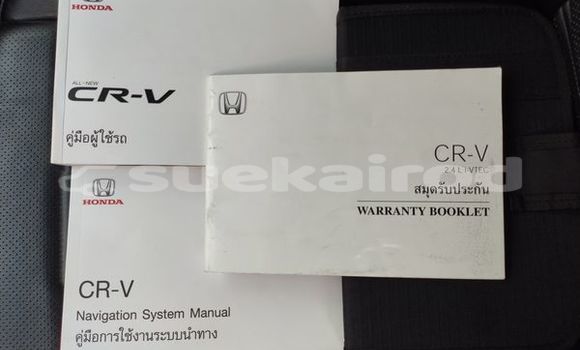 HONDA
ALL-NEW
CR-V
คู่มือผู้ใช้รถ
CR-V
2.4 L i-VTEC
สมุดรับประกัน
WARRANTY BOOKLET
HONDA
CR-V
Navigation System Manual
คู่มือการใช้งานระบบนำทาง